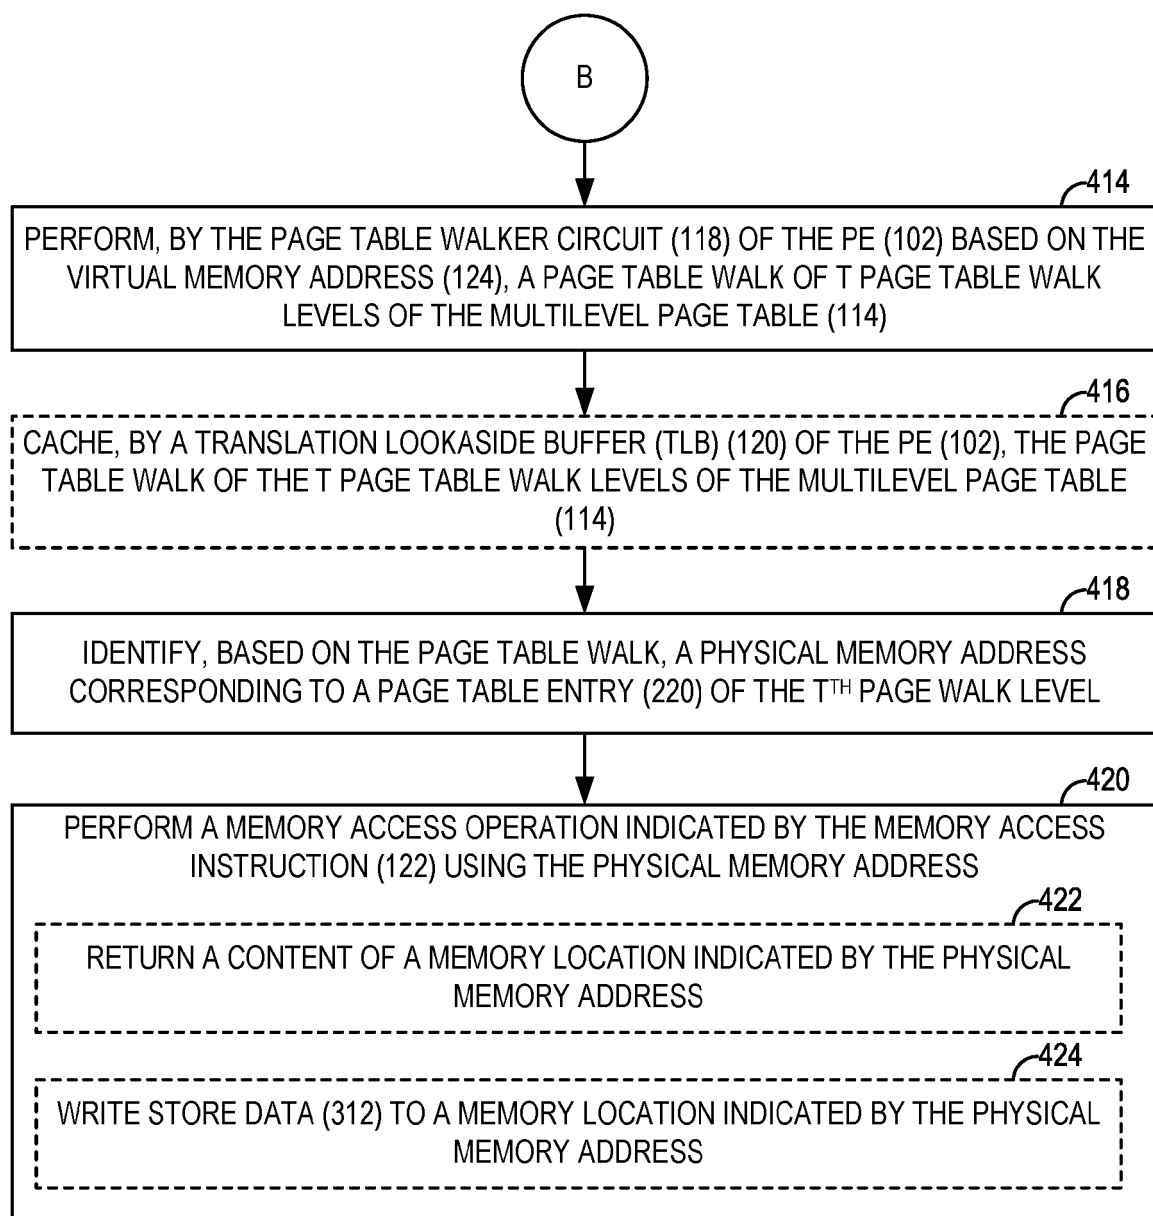 B
414
PERFORM, BY THE PAGE TABLE WALKER CIRCUIT (118) OF THE PE (102) BASED ON THE
VIRTUAL MEMORY ADDRESS (124), A PAGE TABLE WALK OF T PAGE TABLE WALK
LEVELS OF THE MULTILEVEL PAGE TABLE (114)
416
CACHE, BY A TRANSLATION LOOKASIDE BUFFER (TLB) (120) OF THE PE (102), THE PAGE
TABLE WALK OF THE T PAGE TABLE WALK LEVELS OF THE MULTILEVEL PAGE TABLE
(114)
418
IDENTIFY, BASED ON THE PAGE TABLE WALK, A PHYSICAL MEMORY ADDRESS
CORRESPONDING TO A PAGE TABLE ENTRY (220) OF THE Tᵀᴴ PAGE WALK LEVEL
420
PERFORM A MEMORY ACCESS OPERATION INDICATED BY THE MEMORY ACCESS
INSTRUCTION (122) USING THE PHYSICAL MEMORY ADDRESS
422
RETURN A CONTENT OF A MEMORY LOCATION INDICATED BY THE PHYSICAL
MEMORY ADDRESS
424
WRITE STORE DATA (312) TO A MEMORY LOCATION INDICATED BY THE PHYSICAL
MEMORY ADDRESS